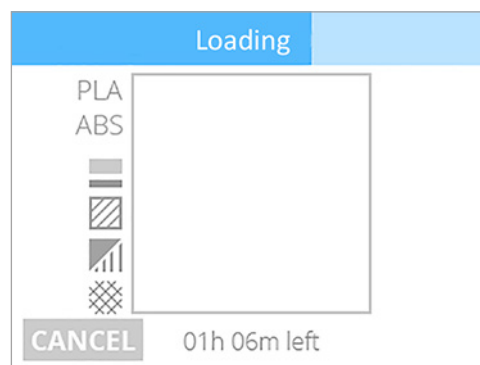 Loading
PLA
ABS
CANCEL
01h 06m left